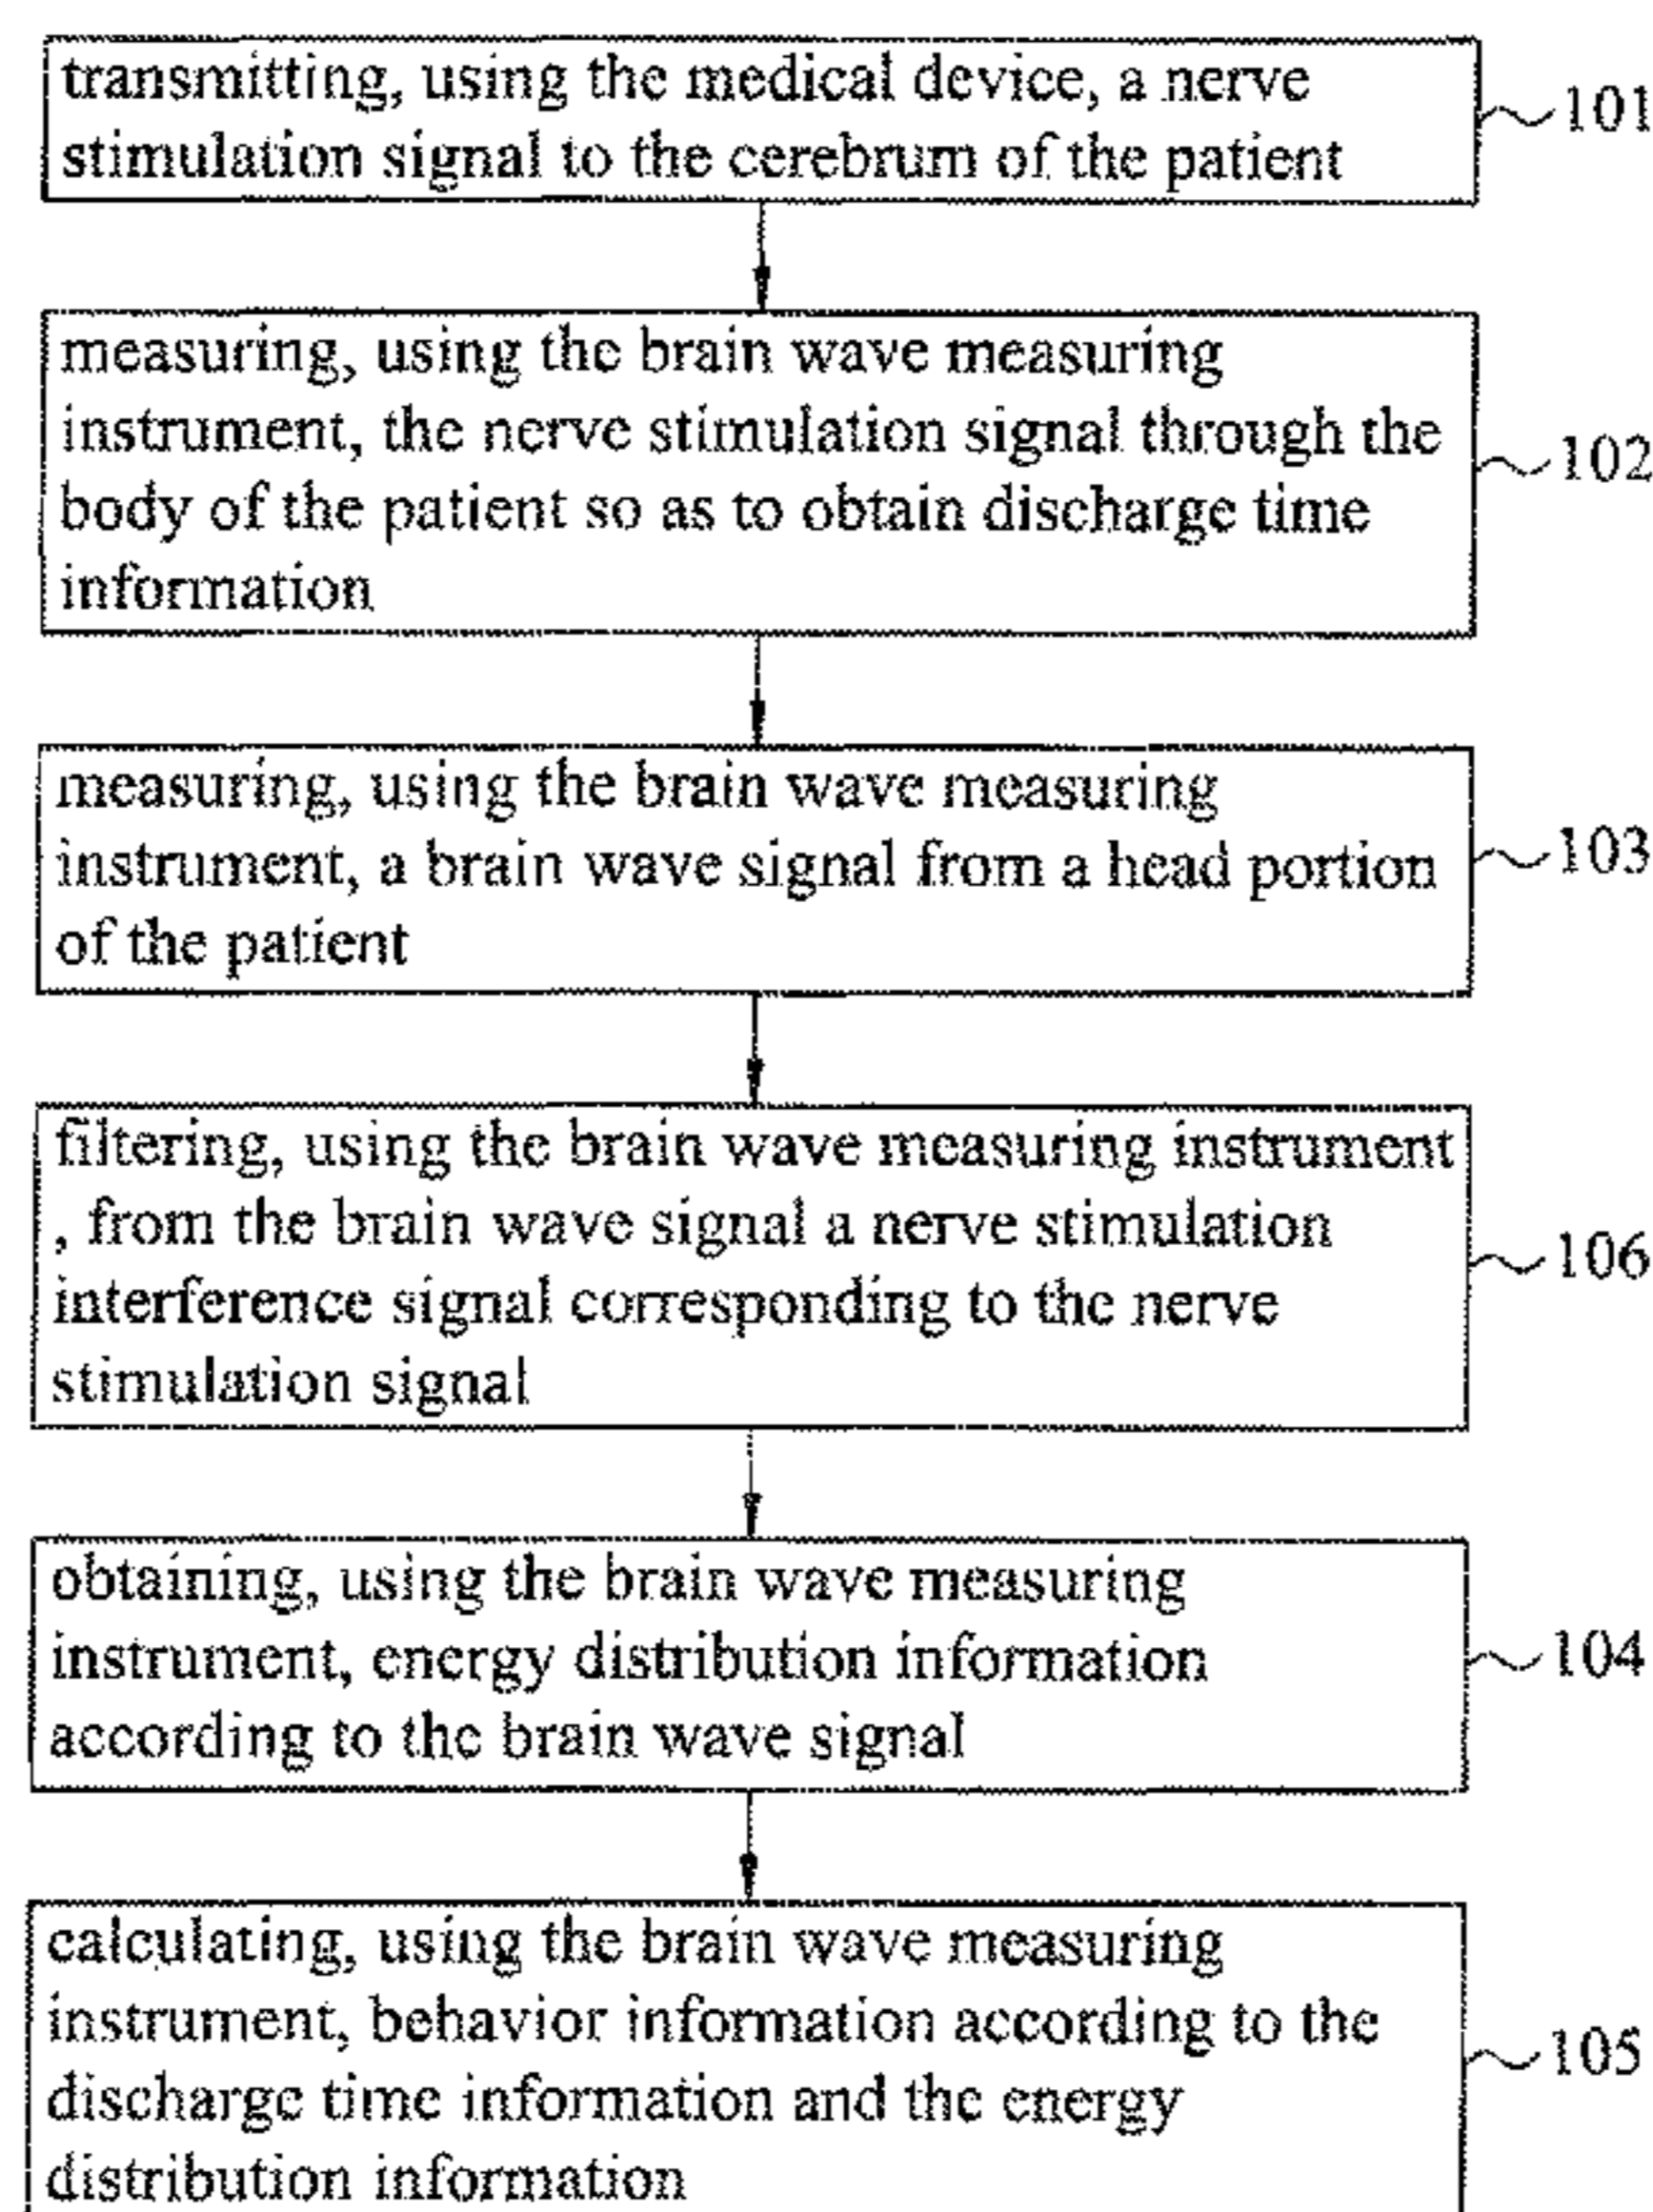 transmitting, using the medical device, a nerve
stimulation signal to the cerebrum of the patient
101
measuring, using the brain wave measuring
instrument, the nerve stimulation signal through the
body of the patient so as to obtain discharge time
information
102
measuring, using the brain wave measuring
instrument, a brain wave signal from a head portion
of the patient
103
filtering, using the brain wave measuring instrument
, from the brain wave signal a nerve stimulation
interference signal corresponding to the nerve
stimulation signal
106
obtaining, using the brain wave measuring
instrument, energy distribution information
according to the brain wave signal
104
calculating, using the brain wave measuring
instrument, behavior information according to the
discharge time information and the energy
distribution information
105